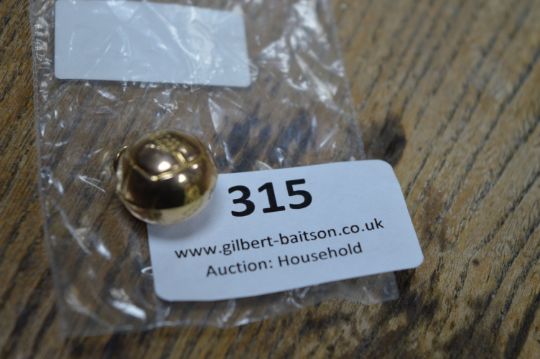 315
www.gilbert-baitson.co.uk
Auction: Household